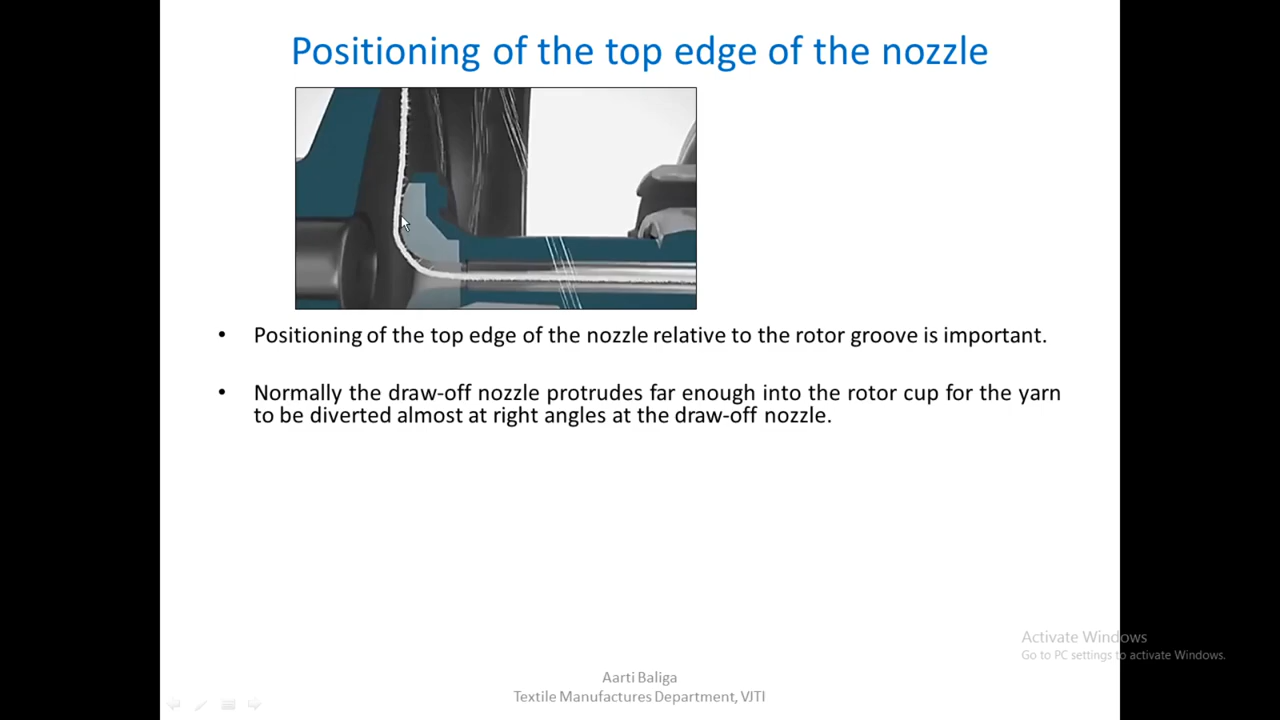 Positioning of the top edge of the nozzle
• Positioning of the top edge of the nozzle relative to the rotor groove is important.
• Normally the draw-off nozzle protrudes far enough into the rotor cup for the yarn
to be diverted almost at right angles at the draw-off nozzle.
Activate Windows
Go to PC settings to activate Windows.
Aarti Baliga
Textile Manufactures Department, VJTI